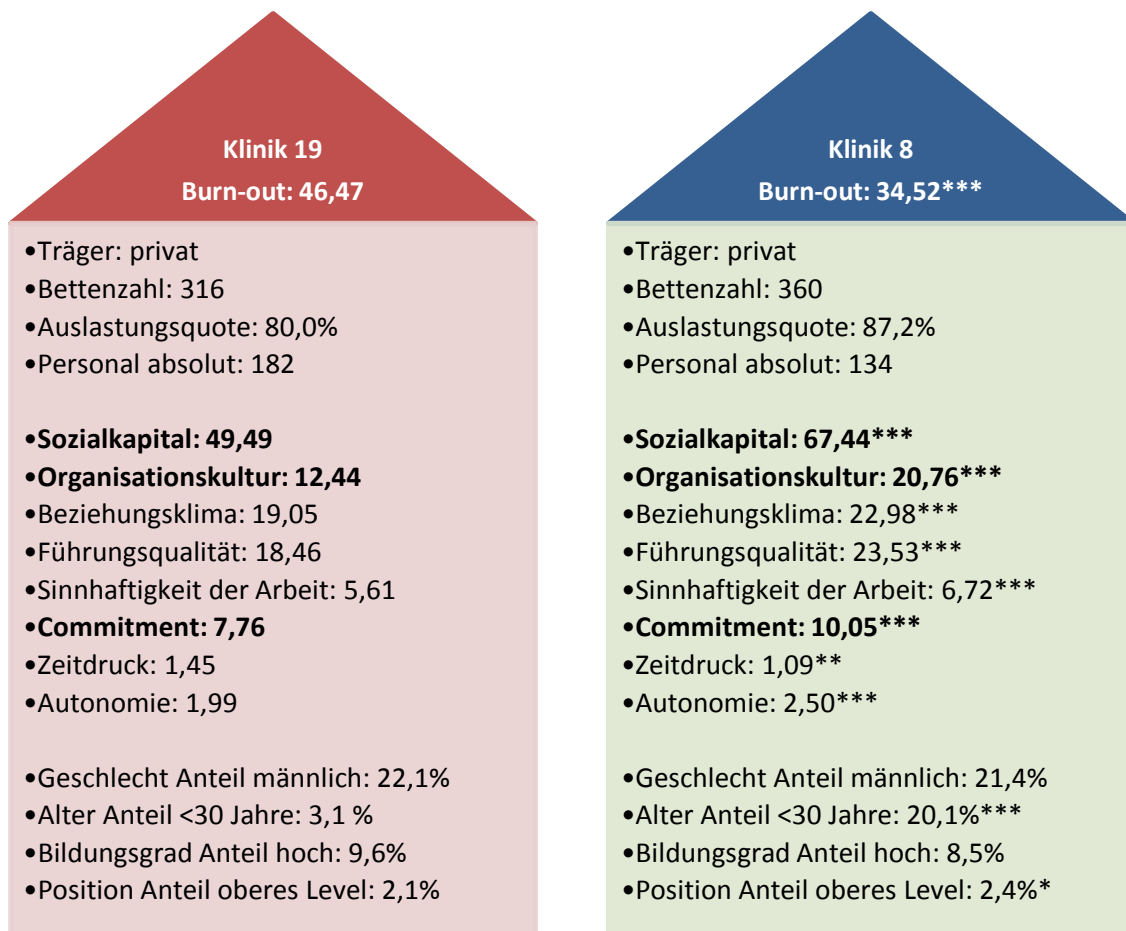 Klinik 19
Burn-out: 46,47
•Träger: privat
•Bettenzahl: 316
•Auslastungsquote: 80,0%
•Personal absolut: 182
•Sozialkapital: 49,49
•Organisationskultur: 12,44
•Beziehungsklima: 19,05
•Führungsqualität: 18,46
•Sinnhaftigkeit der Arbeit: 5,61
•Commitment: 7,76
•Zeitdruck: 1,45
•Autonomie: 1,99
•Geschlecht Anteil männlich: 22,1%
•Alter Anteil <30 Jahre: 3,1 %
•Bildungsgrad Anteil hoch: 9,6%
•Position Anteil oberes Level: 2,1%
Klinik 8
Burn-out: 34,52***
•Träger: privat
•Bettenzahl: 360
•Auslastungsquote: 87,2%
•Personal absolut: 134
•Sozialkapital: 67,44***
•Organisationskultur: 20,76***
•Beziehungsklima: 22,98***
•Führungsqualität: 23,53***
•Sinnhaftigkeit der Arbeit: 6,72***
•Commitment: 10,05***
•Zeitdruck: 1,09**
•Autonomie: 2,50***
•Geschlecht Anteil männlich: 21,4%
•Alter Anteil <30 Jahre: 20,1%***
•Bildungsgrad Anteil hoch: 8,5%
•Position Anteil oberes Level: 2,4%*